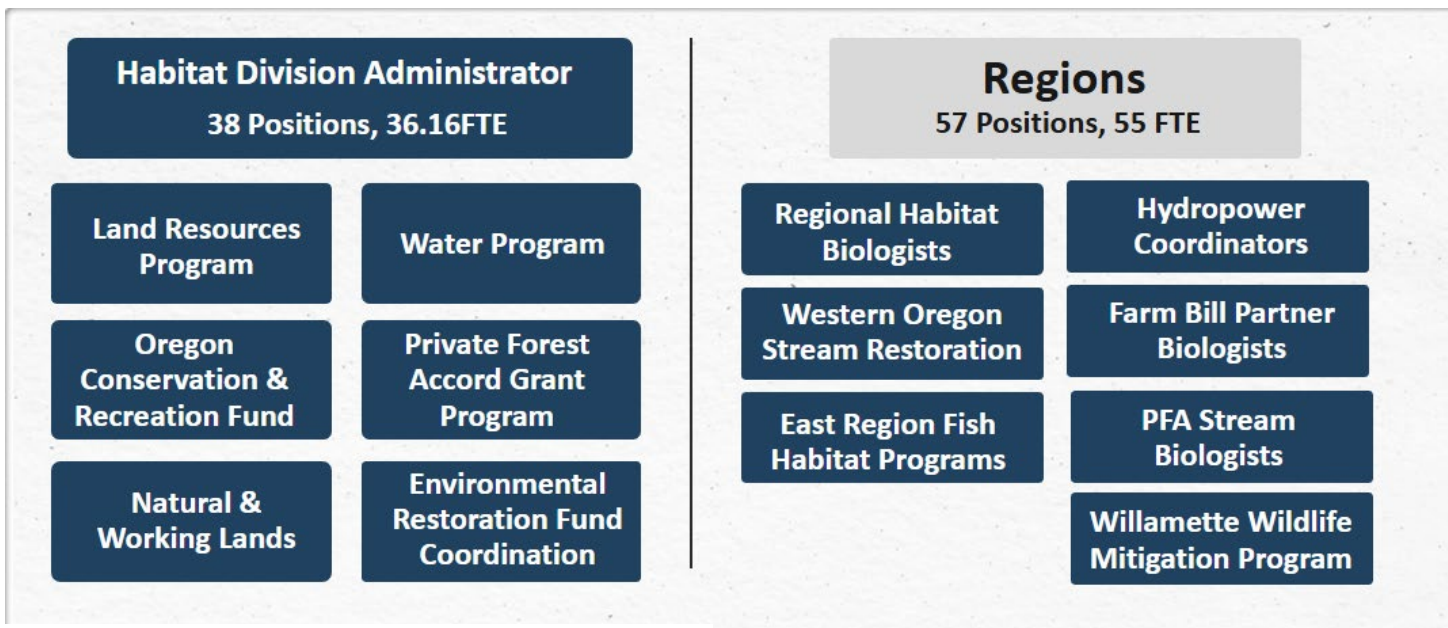 Habitat Division Administrator
38 Positions, 36.16FTE
Land Resources
Program
Water Program
Oregon
Conservation &
Recreation Fund
Private Forest
Accord Grant
Program
Natural &
Working Lands
Environmental
Restoration Fund
Coordination
Regions
57 Positions, 55 FTE
Regional Habitat
Biologists
Hydropower
Coordinators
Western Oregon
Stream Restoration
Farm Bill Partner
Biologists
East Region Fish
Habitat Programs
PFA Stream
Biologists
Willamette Wildlife
Mitigation Program